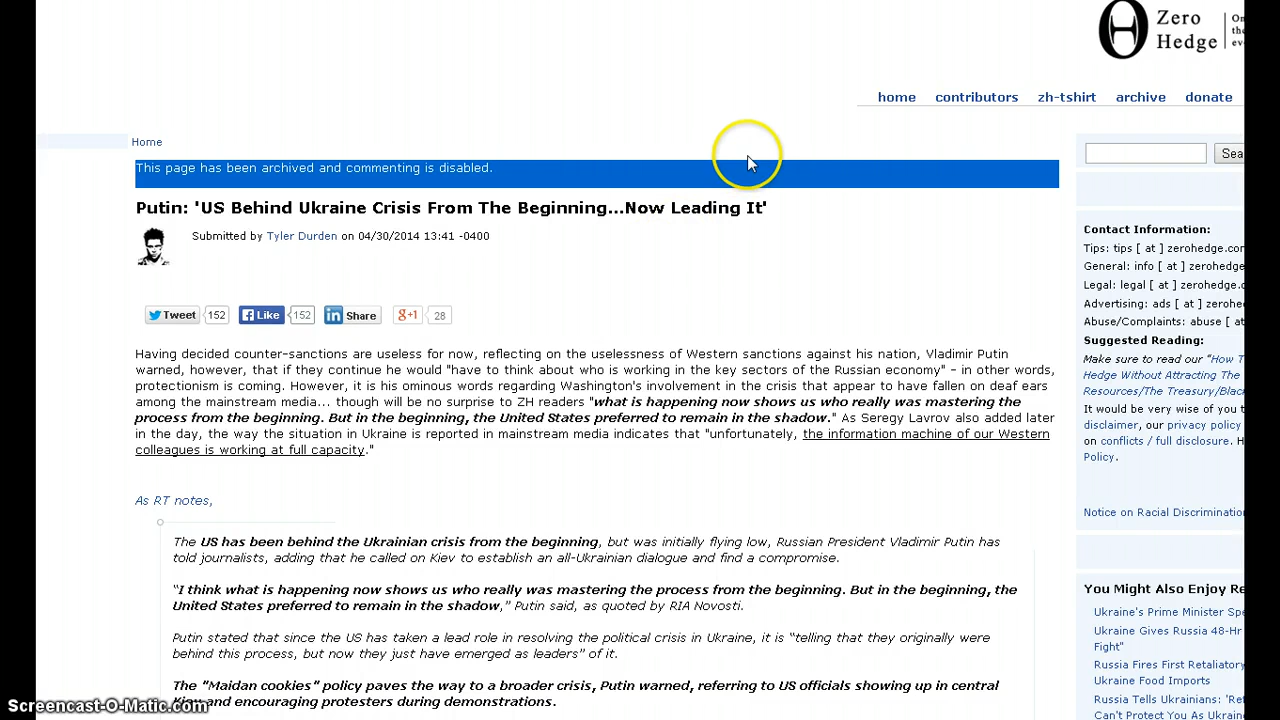 Zero
Hedge
On
the
eve
home contributors zh-tshirt archive donate
Home
Sea
This page has been archived and commenting is disabled.
Putin: 'US Behind Ukraine Crisis From The Beginning...Now Leading It'
Submitted by Tyler Durden on 04/30/2014 13:41 -0400
Tweet 152 Like 152 Share +1 28
Having decided counter-sanctions are useless for now, reflecting on the uselessness of Western sanctions against his nation, Vladimir Putin
warned, however, that if they continue he would "have to think about who is working in the key sectors of the Russian economy" – in other words,
protectionism is coming. However, it is his ominous words regarding Washington's involvement in the crisis that appear to have fallen on deaf ears
among the mainstream media... though will be no surprise to ZH readers "what is happening now shows us who really was mastering the
process from the beginning. But in the beginning, the United States preferred to remain in the shadow." As Seregy Lavrov also added later
in the day, the way the situation in Ukraine is reported in mainstream media indicates that "unfortunately, the information machine of our Western
colleagues is working at full capacity."
As RT notes,
The US has been behind the Ukrainian crisis from the beginning, but was initially flying low, Russian President Vladimir Putin has
told journalists, adding that he called on Kiev to establish an all-Ukrainian dialogue and find a compromise.
“I think what is happening now shows us who really was mastering the process from the beginning. But in the beginning, the
United States preferred to remain in the shadow,” Putin said, as quoted by RIA Novosti.
Putin stated that since the US has taken a lead role in resolving the political crisis in Ukraine, it is “telling that they originally were
behind this process, but now they just have emerged as leaders” of it.
The "Maidan cookies” policy paves the way to a broader crisis, Putin warned, referring to US officials showing up in central
and encouraging protesters during demonstrations.
Contact Information:
Tips: tips [ at ] zerohedge.com
General: info [ at ] zerohedge
Legal: legal [ at ] zerohedge.c
Advertising: ads [ at ] zerohe
Abuse/Complaints: abuse [ at
Suggested Reading:
Make sure to read our "How T
Hedge Without Attracting The
Resources/The Treasury/Blac
It would be very wise of you t
disclaimer, our privacy policy
on conflicts / full disclosure. H
Policy.
Notice on Racial Discrimination
You Might Also Enjoy Re
Ukraine's Prime Minister Spe
Ukraine Gives Russia 48-Hr
Fight"
Russia Fires First Retaliatory
Ukraine Food Imports
Russia Tells Ukrainians: 'Ref
Can't Protect You As Ukraine
Screencast-O-Matic.com